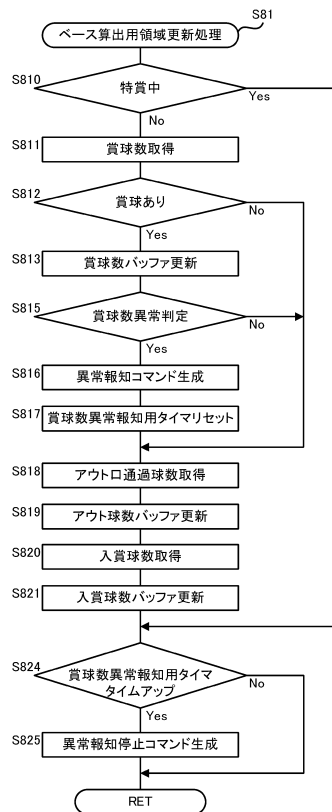 S81
ベース算出用領域更新処理
S810
特賞中
Yes
No
S811
賞球数取得
S812
賞球あり
No
Yes
S813
賞球数バッファ更新
S815
賞球数異常判定
No
Yes
S816
異常報知コマンド生成
S817
賞球数異常報知用タイマリセット
S818
アウト口通過球数取得
S819
アウト球数バッファ更新
S820
入賞球数取得
S821
入賞球数バッファ更新
S824
賞球数異常報知用タイマ
タイムアップ
No
Yes
S825
異常報知停止コマンド生成
RET